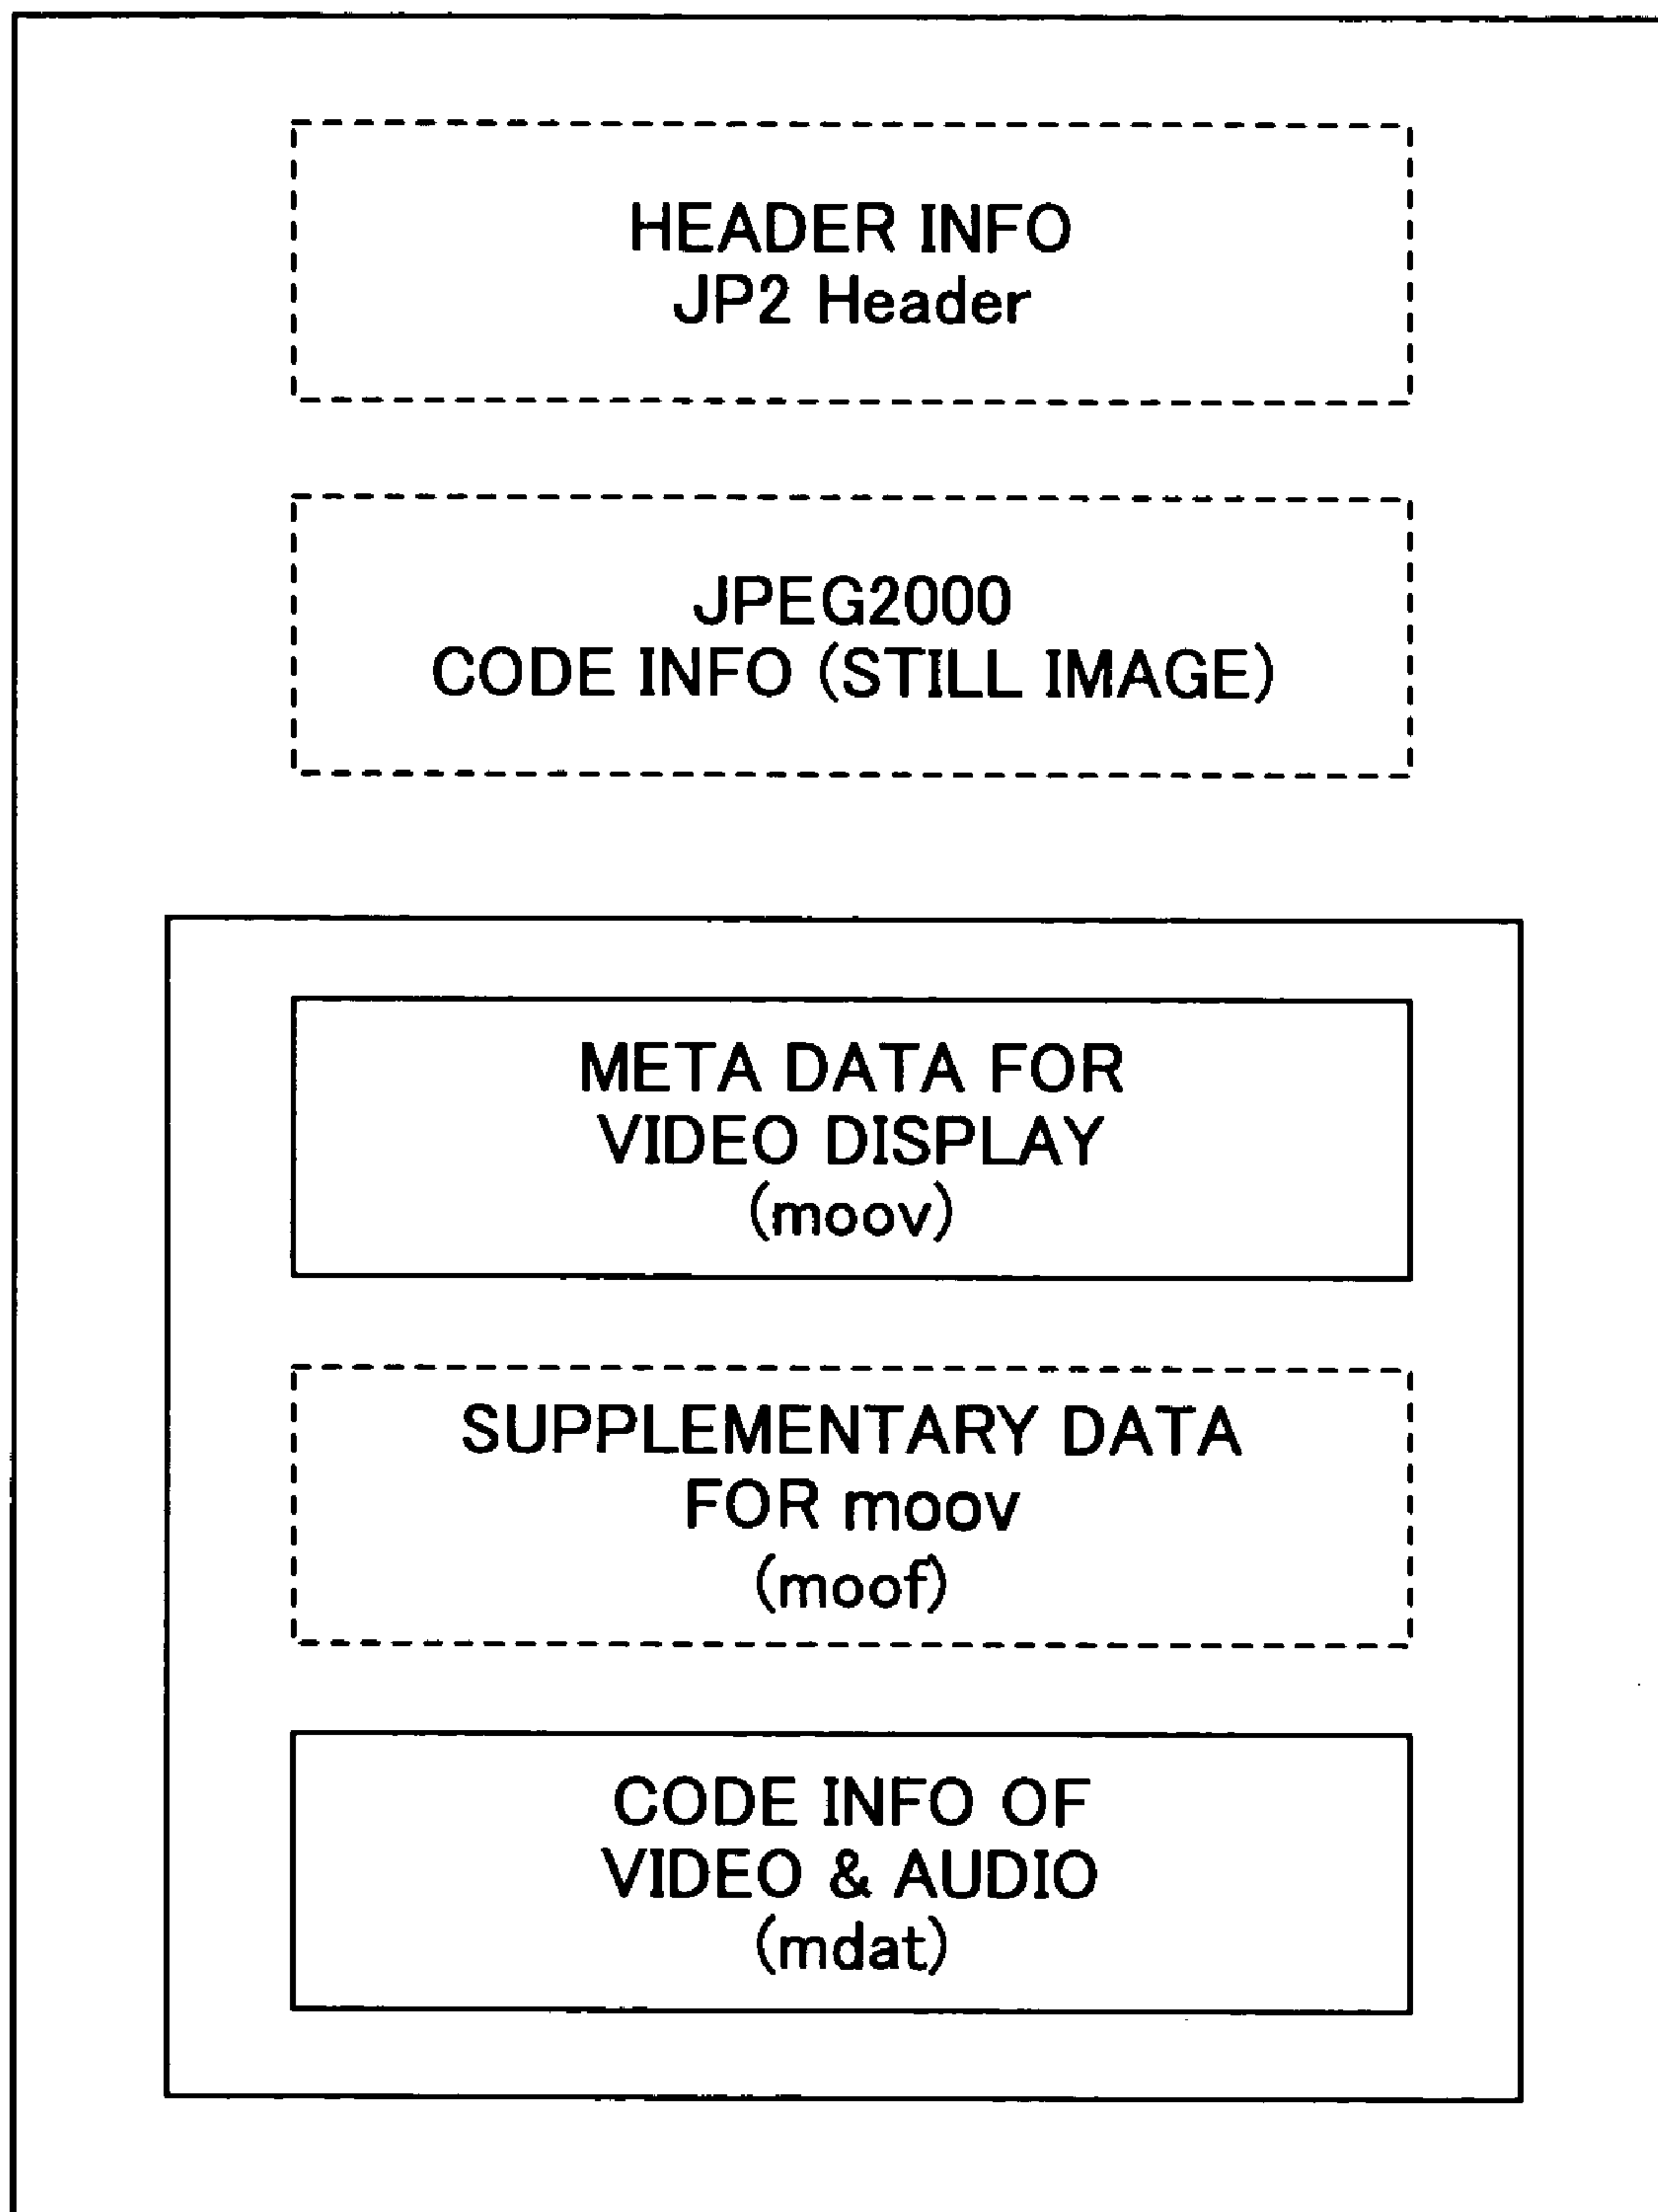 HEADER INFO
JP2 Header
JPEG2000
CODE INFO (STILL IMAGE)
META DATA FOR
VIDEO DISPLAY
(moov)
SUPPLEMENTARY DATA
FOR moov
(moof)
CODE INFO OF
VIDEO & AUDIO
(mdat)